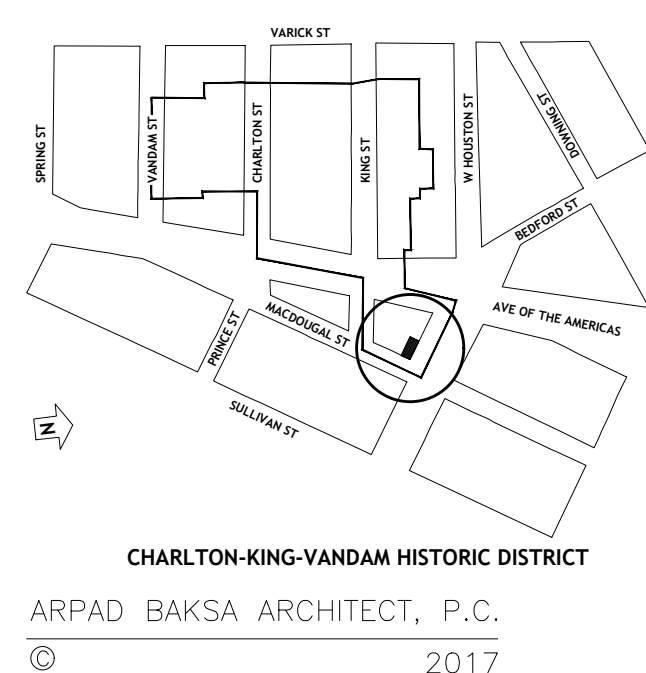 VARICK ST
SPRING ST
VANDAM ST
CHARLTON ST
KING ST
W HOUSTON ST
DOWNING ST
BEDFORD ST
AVE OF THE AMERICAS
MACDOUGAL ST
PRINCE ST
SULLIVAN ST
N
CHARLTON-KING-VANDAM HISTORIC DISTRICT
ARPAD BAKSA ARCHITECT, P.C.
© 2017